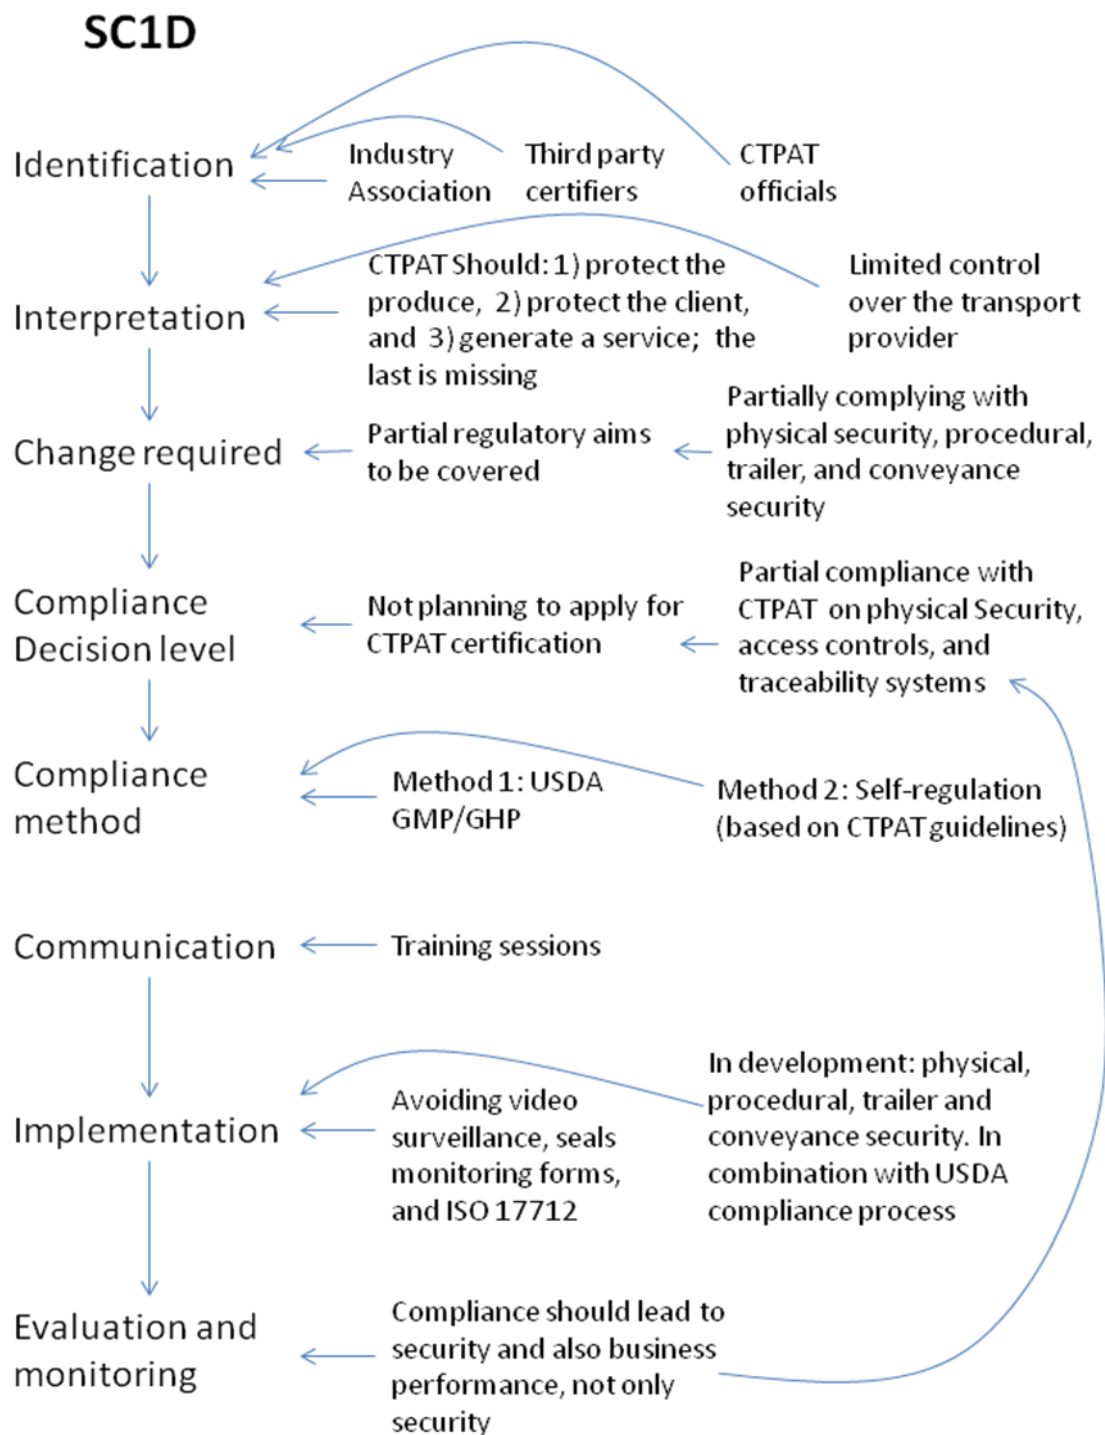 SC1D
Identification
Industry
Association
Third party
certifiers
CTPAT
officials
Interpretation
CTPAT Should: 1) protect the
produce, 2) protect the client,
and 3) generate a service; the
last is missing
Limited control
over the transport
provider
Change required
Partial regulatory aims
to be covered
Partially complying with
physical security, procedural,
trailer, and conveyance
security
Compliance
Decision level
Not planning to apply for
CTPAT certification
Partial compliance with
CTPAT on physical Security,
access controls, and
traceability systems
Compliance
method
Method 1: USDA
GMP/GHP
Method 2: Self-regulation
(based on CTPAT guidelines)
Communication
Training sessions
Implementation
Avoiding video
surveillance, seals
monitoring forms,
and ISO 17712
In development: physical,
procedural, trailer and
conveyance security. In
combination with USDA
compliance process
Evaluation and
monitoring
Compliance should lead to
security and also business
performance, not only
security